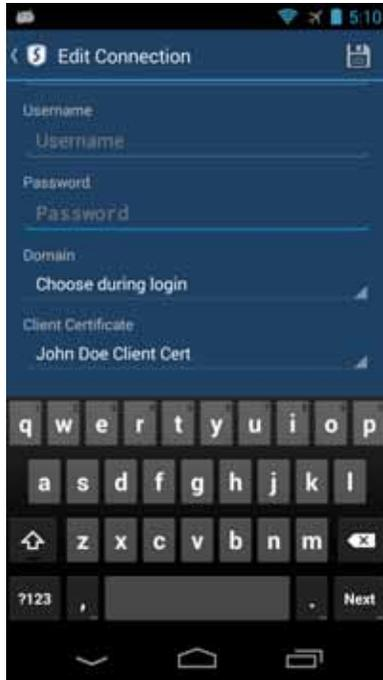 5:10
Edit Connection
Username
Username
Password
Password
Domain
Choose during login
Client Certificate
John Doe Client Cert
q w e r t y u i o p
a s d f g h j k l
z x c v b n m
?123 , . Next